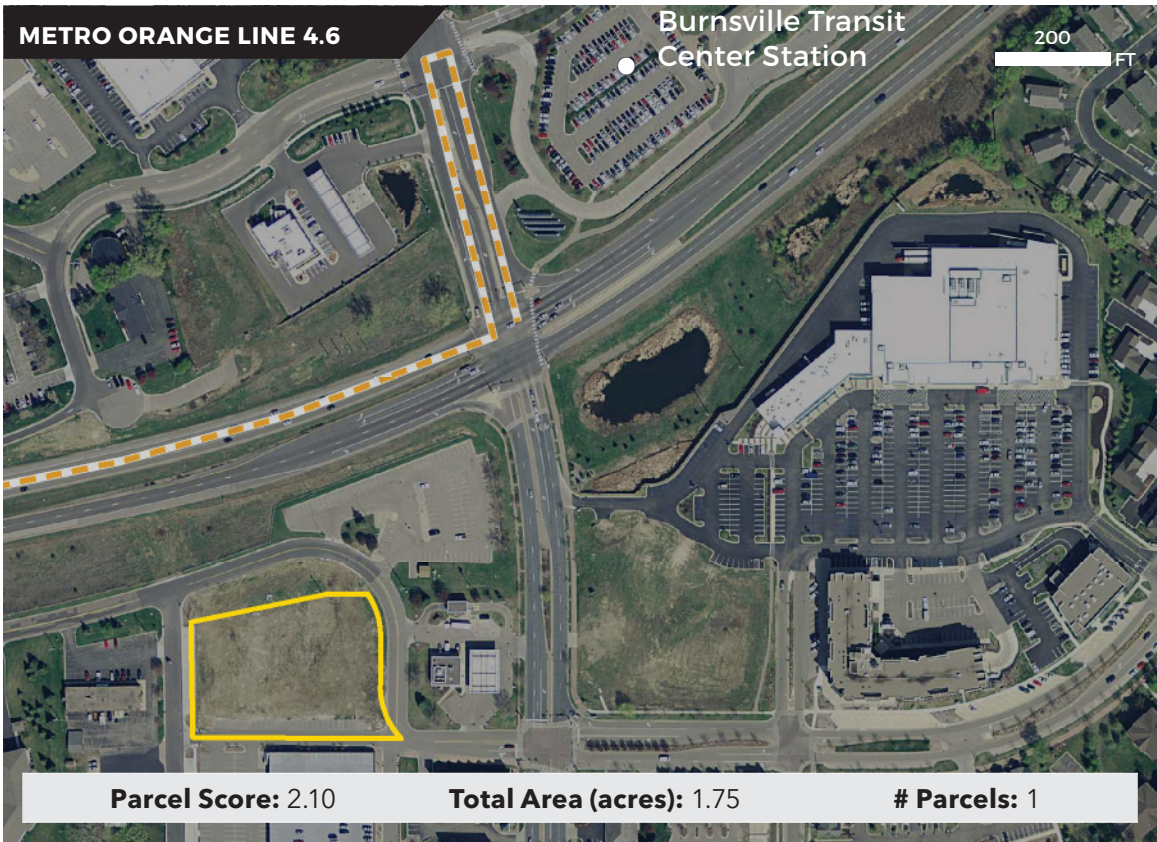 METRO ORANGE LINE 4.6
Burnsville Transit
Center Station
200
FT
Parcel Score: 2.10
Total Area (acres): 1.75
# Parcels: 1